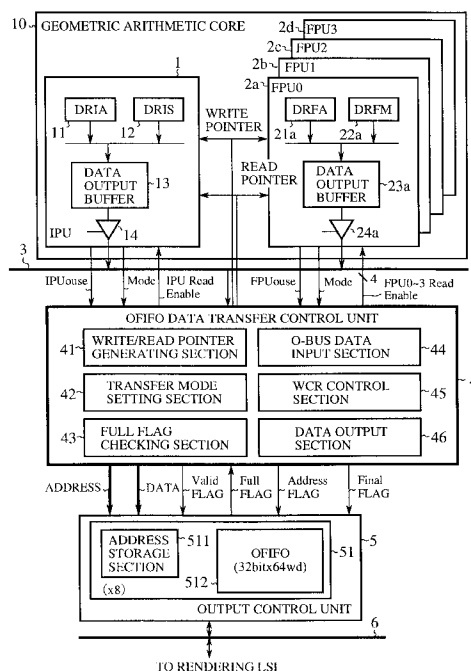 10
GEOMETRIC ARITHMETIC CORE
2d FPU3
2c FPU2
2b FPU1
2a FPU0
1
DRIA
DRIS
11
12
WRITE POINTER
READ POINTER
DRFA
DRFM
21a
22a
DATA OUTPUT BUFFER
13
DATA OUTPUT BUFFER
23a
IPU
14
24a
3
IPUouse
Mode
IPU Read Enable
FPUouse
Mode
4
FPU0~3 Read Enable
OFIFO DATA TRANSFER CONTROL UNIT
41
WRITE/READ POINTER GENERATING SECTION
O-BUS DATA INPUT SECTION
44
42
TRANSFER MODE SETTING SECTION
WCR CONTROL SECTION
45
4
43
FULL FLAG CHECKING SECTION
DATA OUTPUT SECTION
46
ADDRESS
DATA
Valid FLAG
Full FLAG
Address FLAG
Final FLAG
ADDRESS STORAGE SECTION
511
OFIFO (32bitx64wd)
51
5
512
(x8)
OUTPUT CONTROL UNIT
6
TO RENDERING LSI